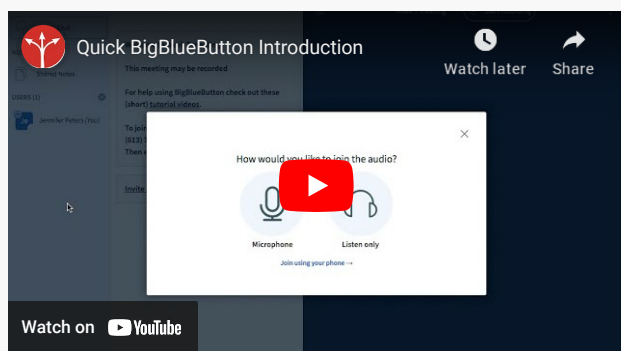 Quick BigBlueButton Introduction
Watch later
Share
Shared Notes
USERS (1)
Jennifer Peters (You)
This meeting may be recorded
For help using BigBlueButton check out these
(short) tutorial videos.
To join
(613)
Then
Invite
How would you like to join the audio?
Microphone
Listen only
Join using your phone →
Watch on YouTube